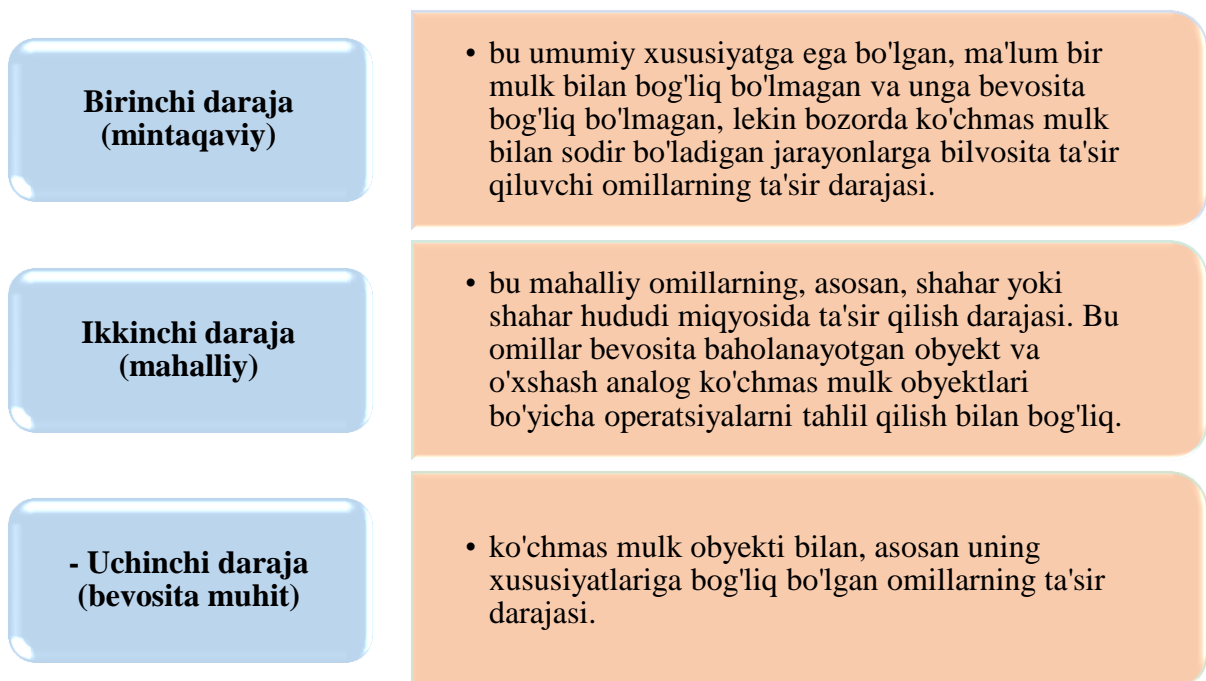 Birinchi daraja
(mintaqaviy)
• bu umumiy xususiyatga ega bo'lgan, ma'lum bir
mulk bilan bog'liq bo'lmagan va unga bevosita
bog'liq bo'lmagan, lekin bozorda ko'chmas mulk
bilan sodir bo'ladigan jarayonlarga bilvosita ta'sir
qiluvchi omillarning ta'sir darajasi.
Ikkinchi daraja
(mahalliy)
• bu mahalliy omillarning, asosan, shahar yoki
shahar hududi miqyosida ta'sir qilish darajasi. Bu
omillar bevosita baholanayotgan obyekt va
o'xshash analog ko'chmas mulk obyektlari
bo'yicha operatsiyalarni tahlil qilish bilan bog'liq.
- Uchinchi daraja
(bevosita muhit)
• ko'chmas mulk obyekti bilan, asosan uning
xususiyatlariga bog'liq bo'lgan omillarning ta'sir
darajasi.